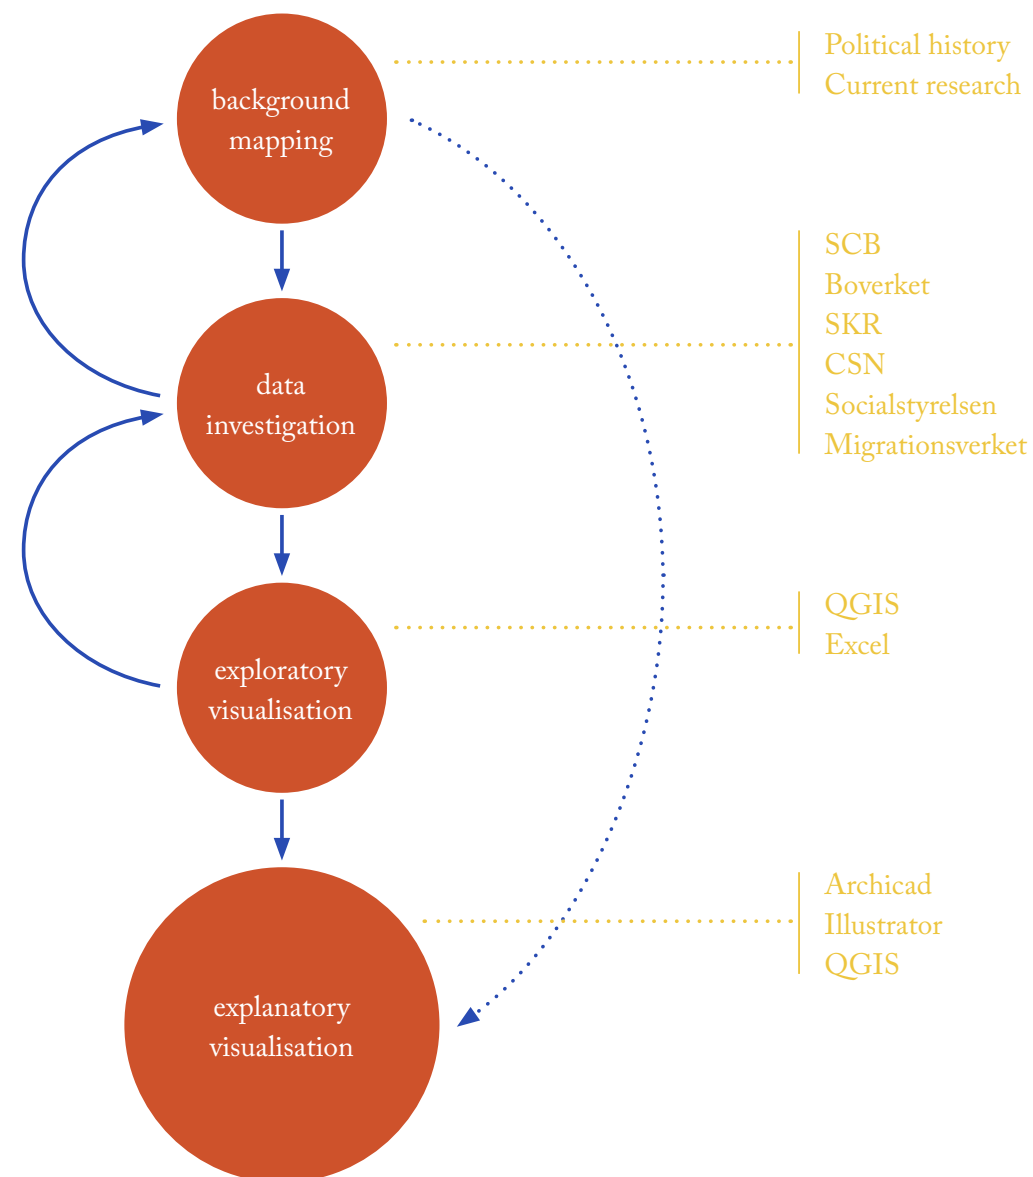 background
mapping
Political history
Current research
data
investigation
SCB
Boverket
SKR
CSN
Socialstyrelsen
Migrationsverket
exploratory
visualisation
QGIS
Excel
explanatory
visualisation
Archicad
Illustrator
QGIS